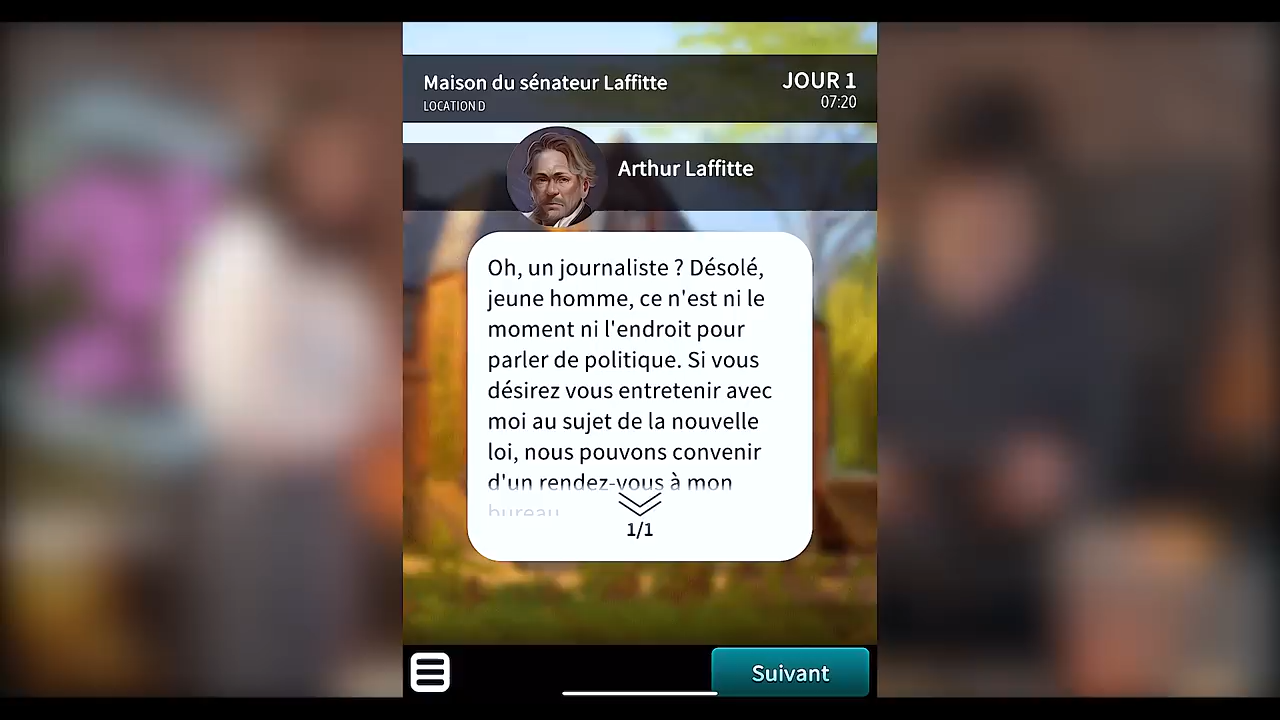 Maison du sénateur Laffitte
LOCATION D
JOUR 1
07:20
Arthur Laffitte
Oh, un journaliste ? Désolé,
jeune homme, ce n'est ni le
moment ni l'endroit pour
parler de politique. Si vous
désirez vous entretenir avec
moi au sujet de la nouvelle
loi, nous pouvons convenir
d'un rendez-vous à mon
bureau
1/1
Suivant